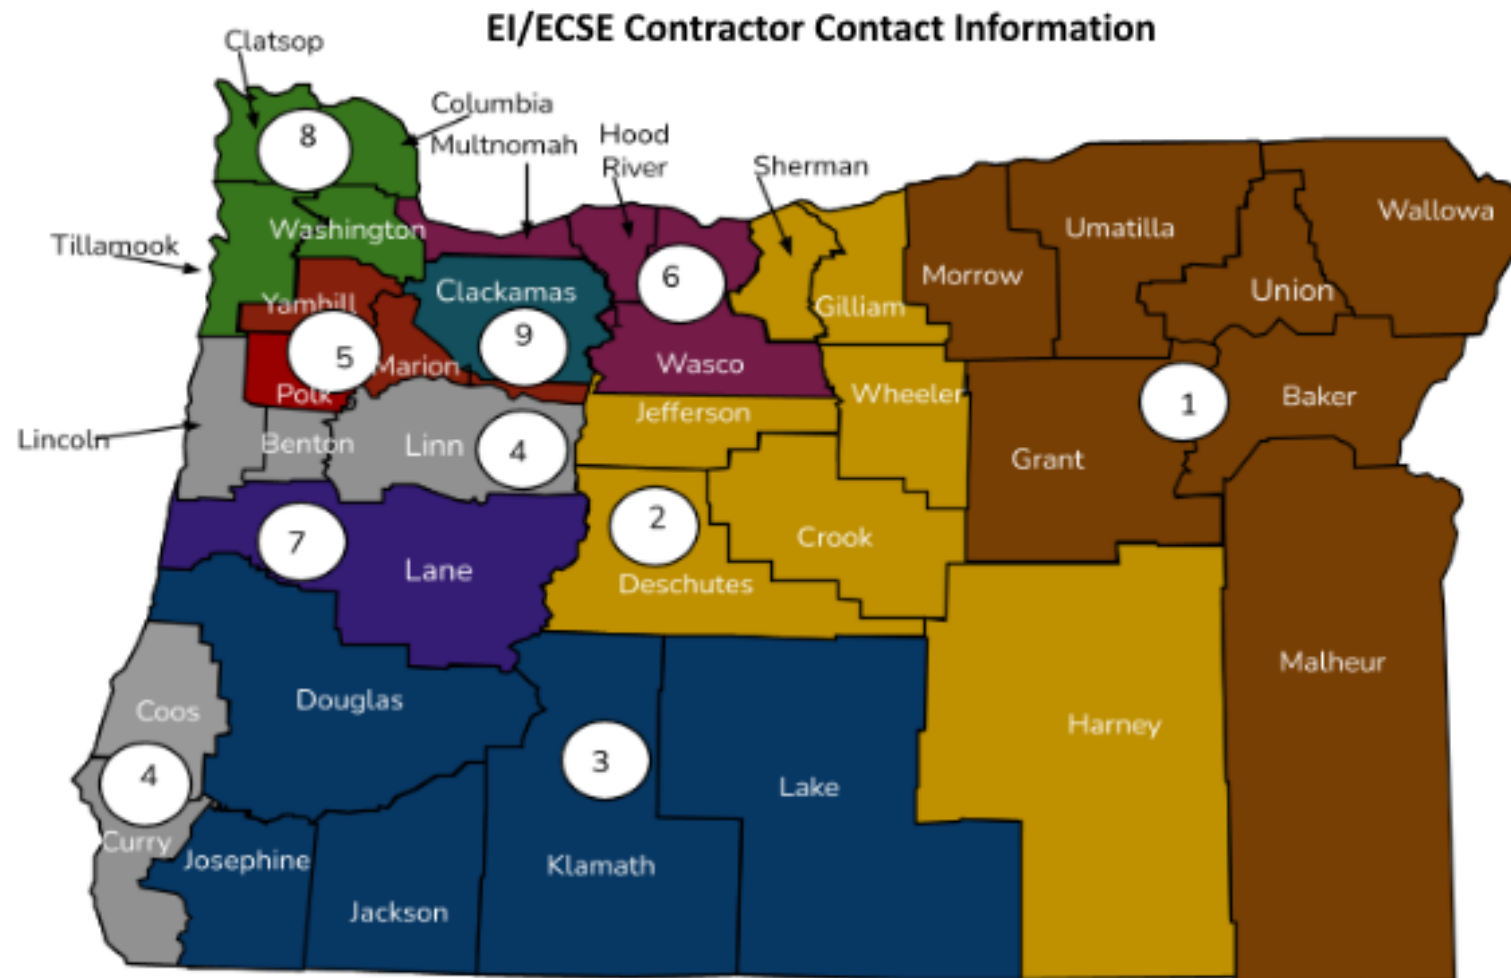 EI/ECSE Contractor Contact Information
Clatsop
Columbia
8
Multnomah
Hood
River
Sherman
Washington
Tillamook
Wallowa
Umatilla
Morrow
Union
6
Clackamas
Yamhill
Gilliam
9
5
Marion
Wasco
Polk
Wheeler
1
Baker
Jefferson
Lincoln
Benton
Linn
4
Grant
2
Crook
7
Lane
Deschutes
Malheur
Douglas
Coos
Harney
3
4
Lake
Curry
Josephine
Klamath
Jackson